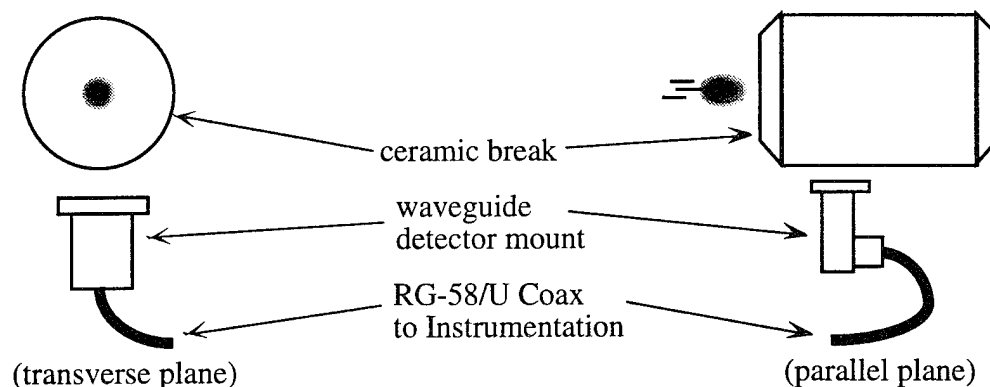 ceramic break
waveguide
detector mount
RG-58/U Coax
to Instrumentation
(transverse plane)
(parallel plane)